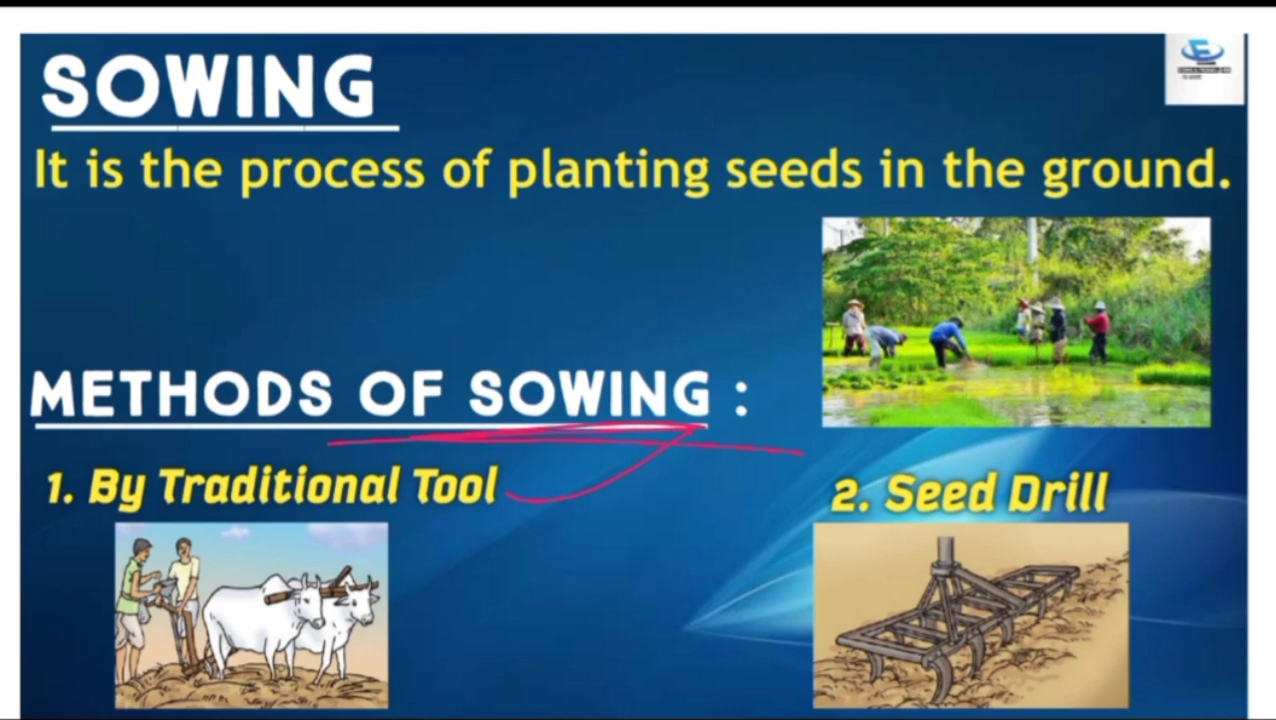 SOWING
It is the process of planting seeds in the ground.
METHODS OF SOWING :
1. By Traditional Tool
2. Seed Drill